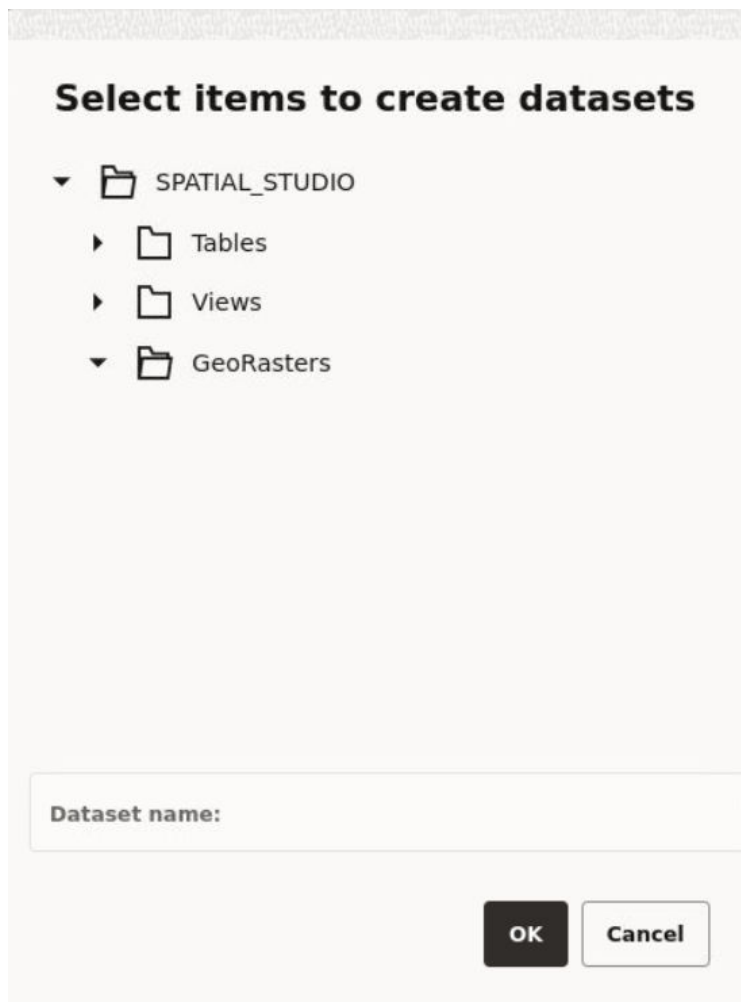 Select items to create datasets
SPATIAL_STUDIO
Tables
Views
GeoRasters
Dataset name:
OK
Cancel